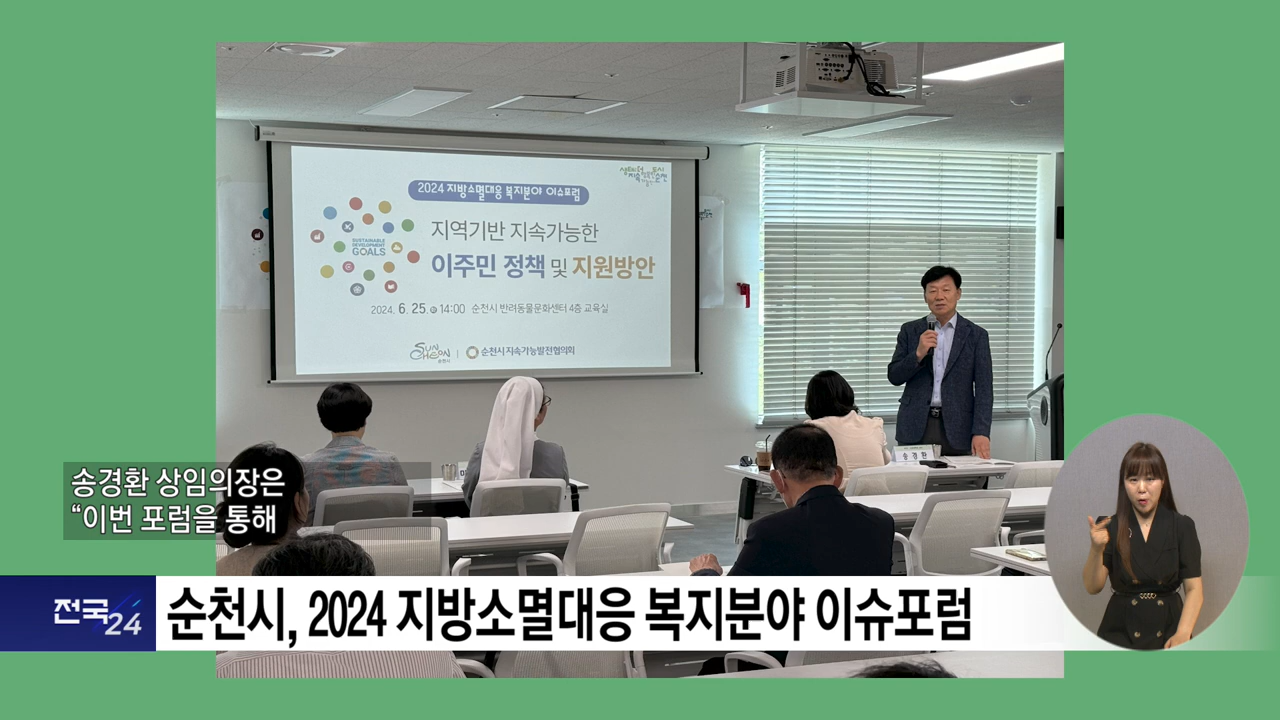 2024 지방소멸대응 복지분야 이슈포럼
SUSTAINABLE
DEVELOPMENT
GOALS
지역기반 지속가능한
이주민 정책 및 지원방안
2024. 6. 25. 14:00 순천시 반려동물문화센터 4층 교육실
SUNCHEON
순천시
순천시지속가능발전협의회
송경환
송경환 상임의장은
“이번 포럼을 통해
전국24
순천시, 2024 지방소멸대응 복지분야 이슈포럼